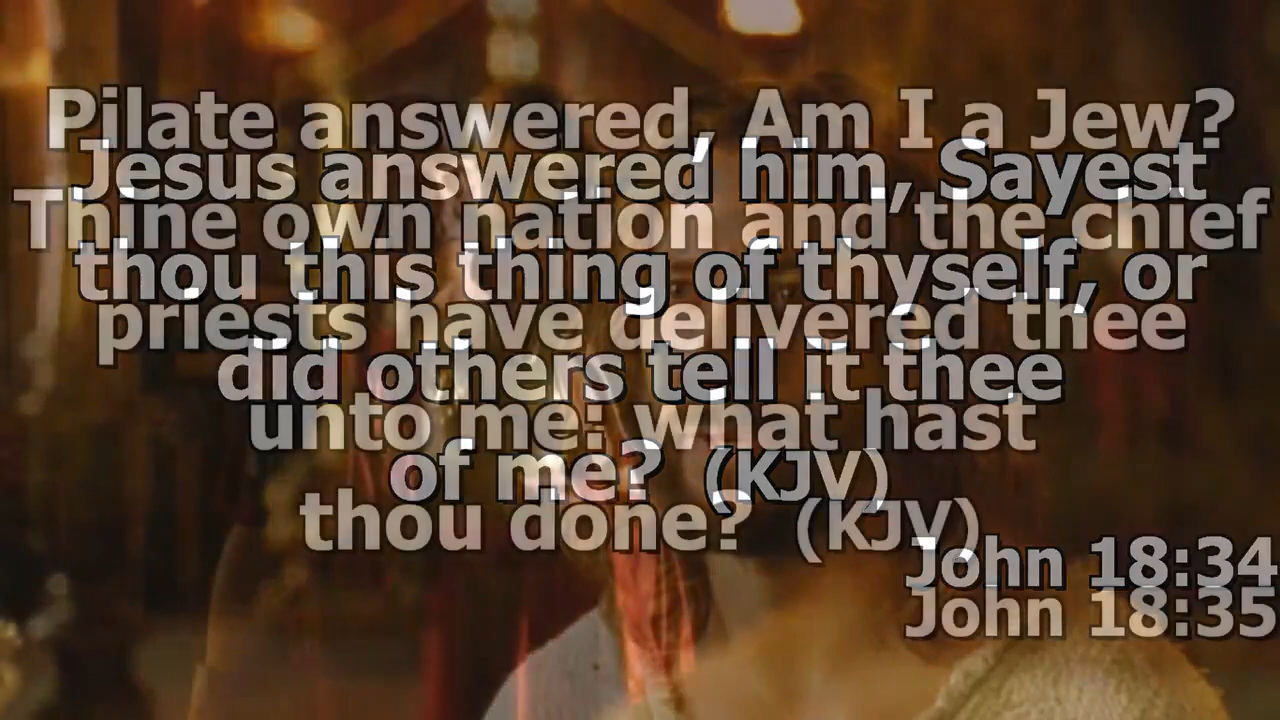 Pilate answered, Am I a Jew?
Jesus answered him, Sayest
Thine own nation and the chief
thou this thing of thyself, or
priests have delivered thee
did others tell it thee
unto me: what hast
of me? (KJV)
thou done? (KJV)
John 18:34
John 18:35